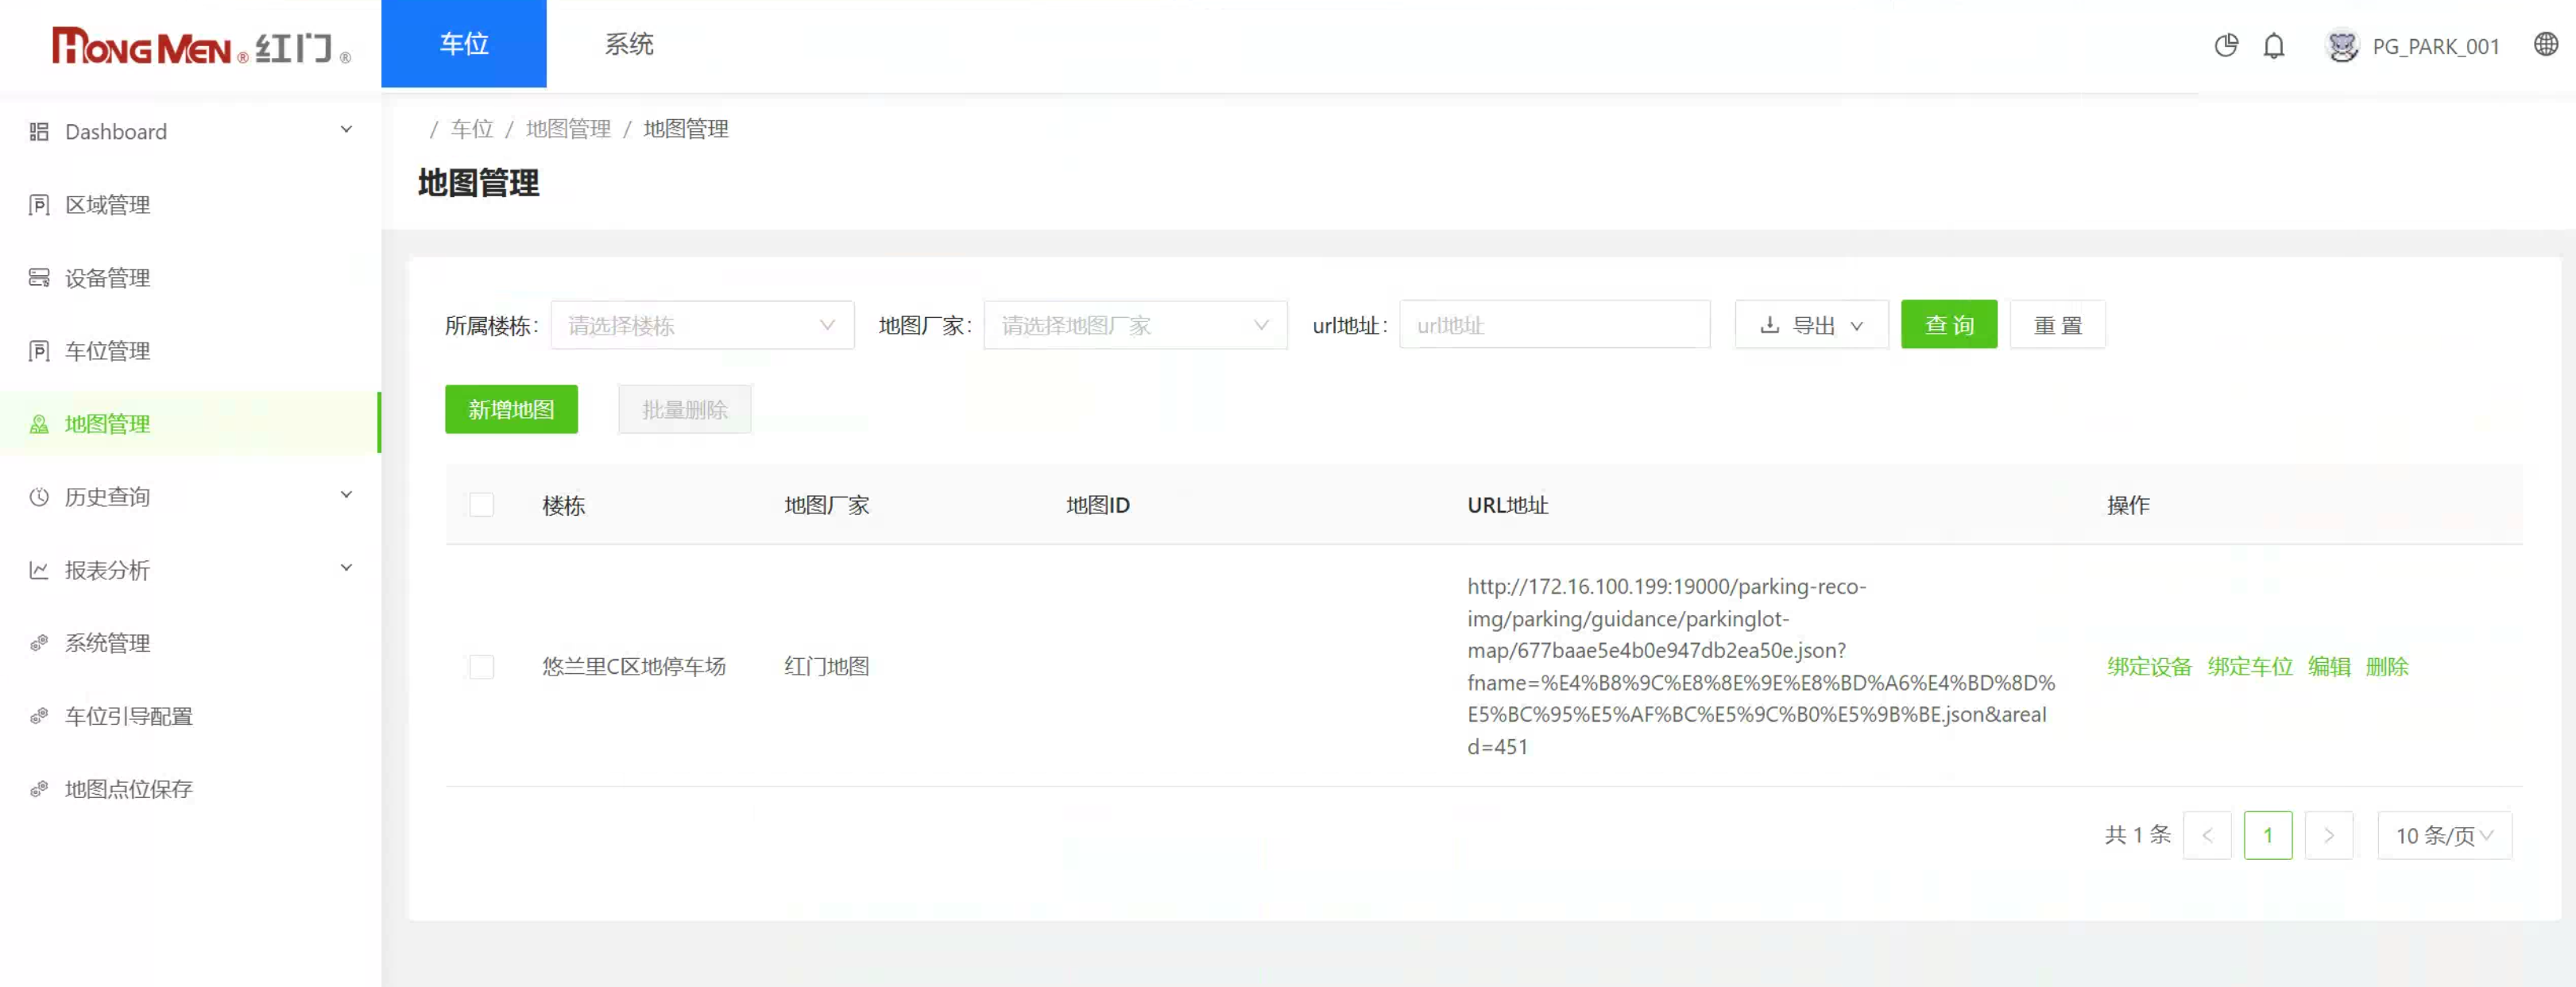 HONGMEN® 红门®
车位
系统
PG_PARK_001
Dashboard
区域管理
设备管理
车位管理
地图管理
历史查询
报表分析
系统管理
车位引导配置
地图点位保存
/ 车位 / 地图管理 / 地图管理
地图管理
所属楼栋: 请选择楼栋 地图厂家: 请选择地图厂家 url地址: url地址 导出 查 询 重 置
新增地图 批量删除
楼栋 地图厂家 地图ID URL地址 操作
悠兰里C区地停车场 红门地图
http://172.16.100.199:19000/parking-reco-
img/parking/guidance/parkinglot-
map/677baae5e4b0e947db2ea50e.json?
fname=%E4%B8%9C%E8%8E%9E%E8%BD%A6%E4%BD%8D%
E5%BC%95%E5%AF%BC%E5%9C%B0%E5%9B%BE.json&areaI
d=451
绑定设备 绑定车位 编辑 删除
共 1 条 < 1 > 10 条/页